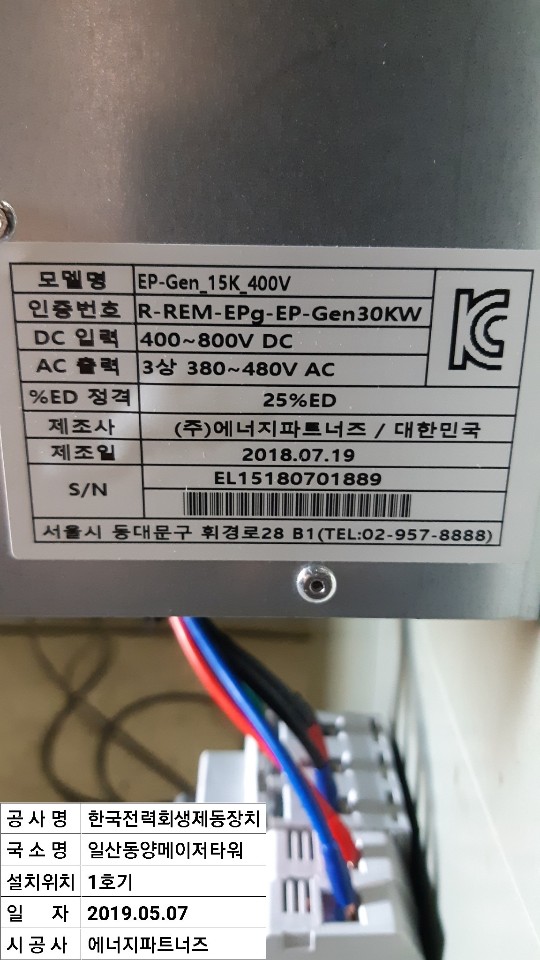 모델명 EP-Gen_15K_400V
인증번호 R-REM-EPg-EP-Gen30KW
DC 입력 400~800V DC
AC 출력 3상 380~480V AC
%ED 정격 25%ED
제조사 (주)에너지파트너즈 / 대한민국
제조일 2018.07.19
S/N EL15180701889
서울시 동대문구 휘경로28 B1(TEL:02-957-8888)
공 사 명 한국전력회생제동장치
국 소 명 일산동양메이저타워
설치위치 1호기
일 자 2019.05.07
시 공 사 에너지파트너즈